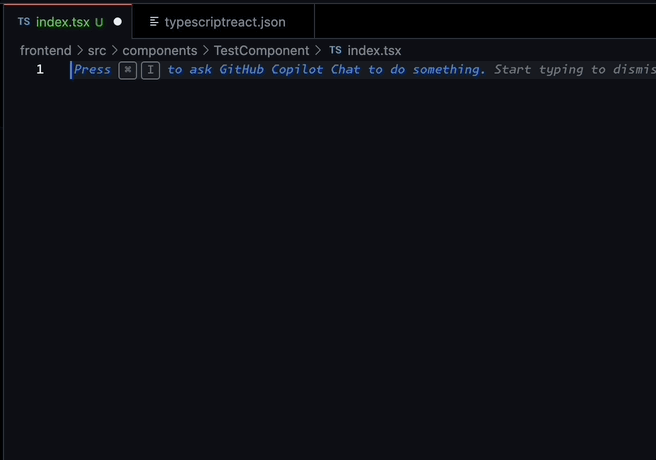 TS index.tsx U ● typescriptreact.json
frontend > src > components > TestComponent > TS index.tsx
1 Press ⌘ I to ask GitHub Copilot Chat to do something. Start typing to dismis